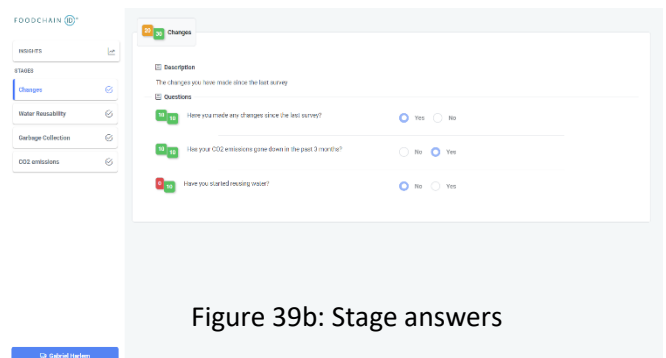 FOODCHAIN ID
INSIGHTS
STAGES
Changes
Water Reusability
Garbage Collection
CO2 emissions
Gabriel Harlem
20 30 Changes
Description
The changes you have made since the last survey
Questions
10 10 Have you made any changes since the last survey? Yes No
10 10 Has your CO2 emissions gone down in the past 3 months? No Yes
0 10 Have you started reusing water? No Yes
Figure 39b: Stage answers